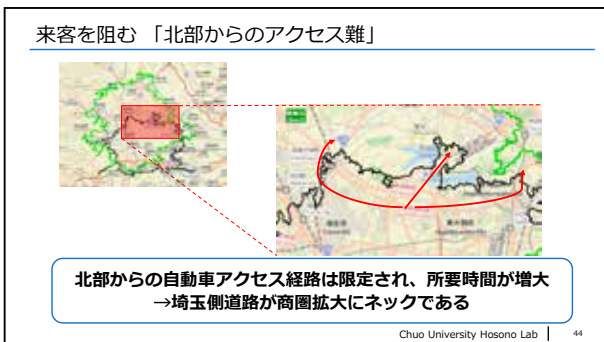 来客を阻む 「北部からのアクセス難」
北部からの自動車アクセス経路は限定され、所要時間が増大
→埼玉側道路が商圏拡大にネックである
Chuo University Hosono Lab
44